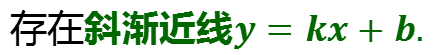 存在斜渐近线y = kx + b.